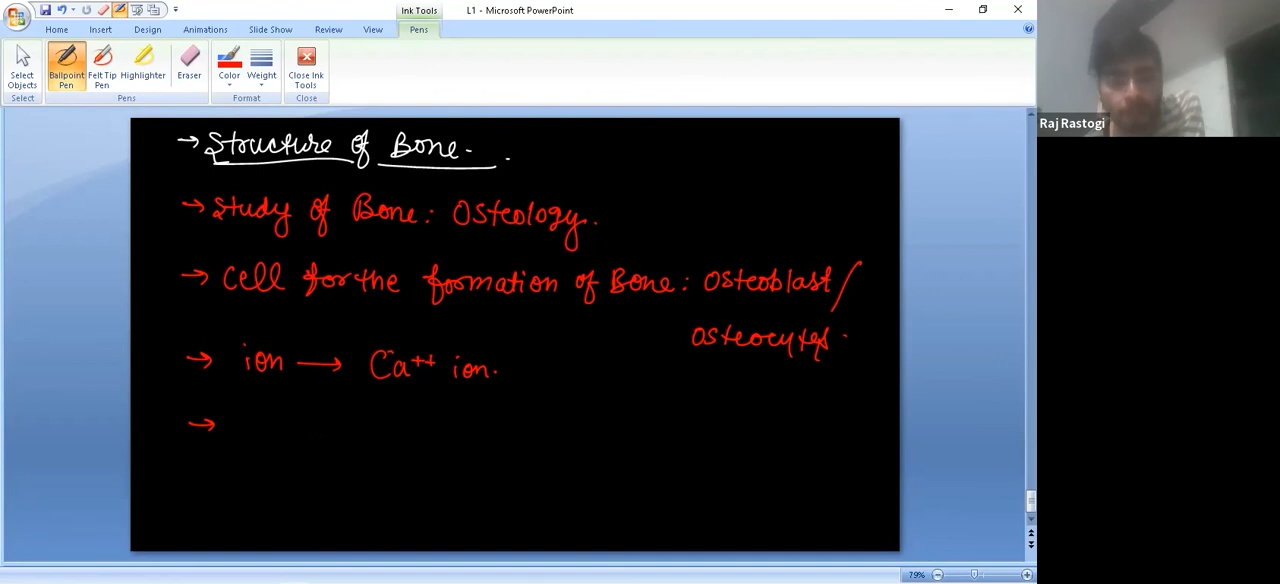 L1 - Microsoft PowerPoint
Ink Tools
Home Insert Design Animations Slide Show Review View Pens
Select Objects
Ballpoint Pen
Felt Tip Pen
Highlighter
Eraser
Color
Weight
Close Ink Tools
Select
Pens
Format
Close
→ Structure of Bone.
→ Study of Bone: Osteology.
→ Cell for the formation of Bone: Osteoblast/
Osteocytes.
→ ion → Ca++ ion.
→
Raj Rastogi
79%